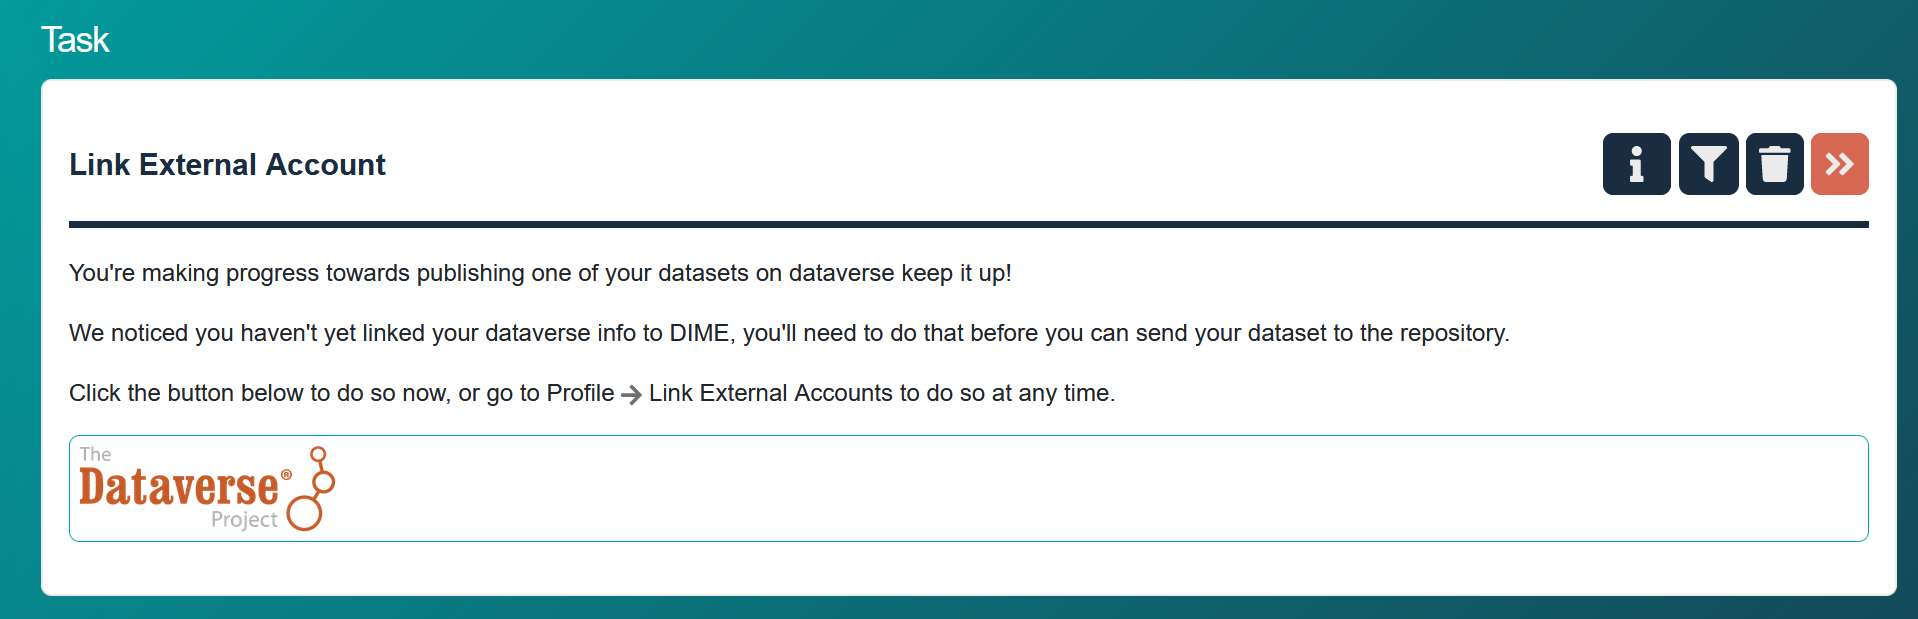 Task
Link External Account
You're making progress towards publishing one of your datasets on dataverse keep it up!
We noticed you haven't yet linked your dataverse info to DIME, you'll need to do that before you can send your dataset to the repository.
Click the button below to do so now, or go to Profile → Link External Accounts to do so at any time.
The
Dataverse®
Project